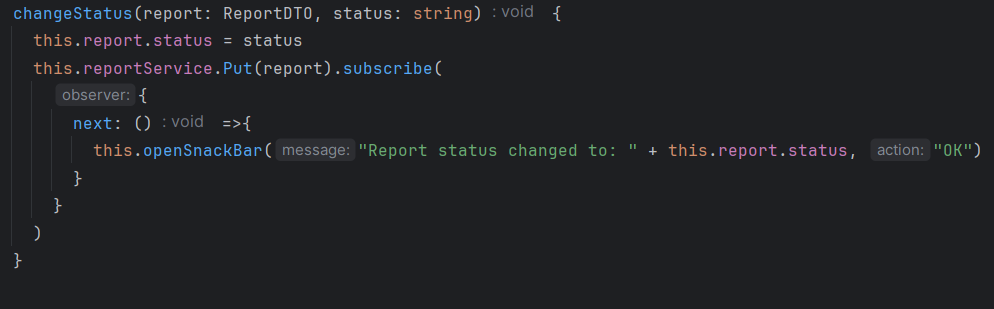 changeStatus(report: ReportDTO, status: string) : void {
this.report.status = status
this.reportService.Put(report).subscribe(
observer: {
next: () : void =>{
this.openSnackBar( message: "Report status changed to: " + this.report.status, action: "OK")
}
}
)
}